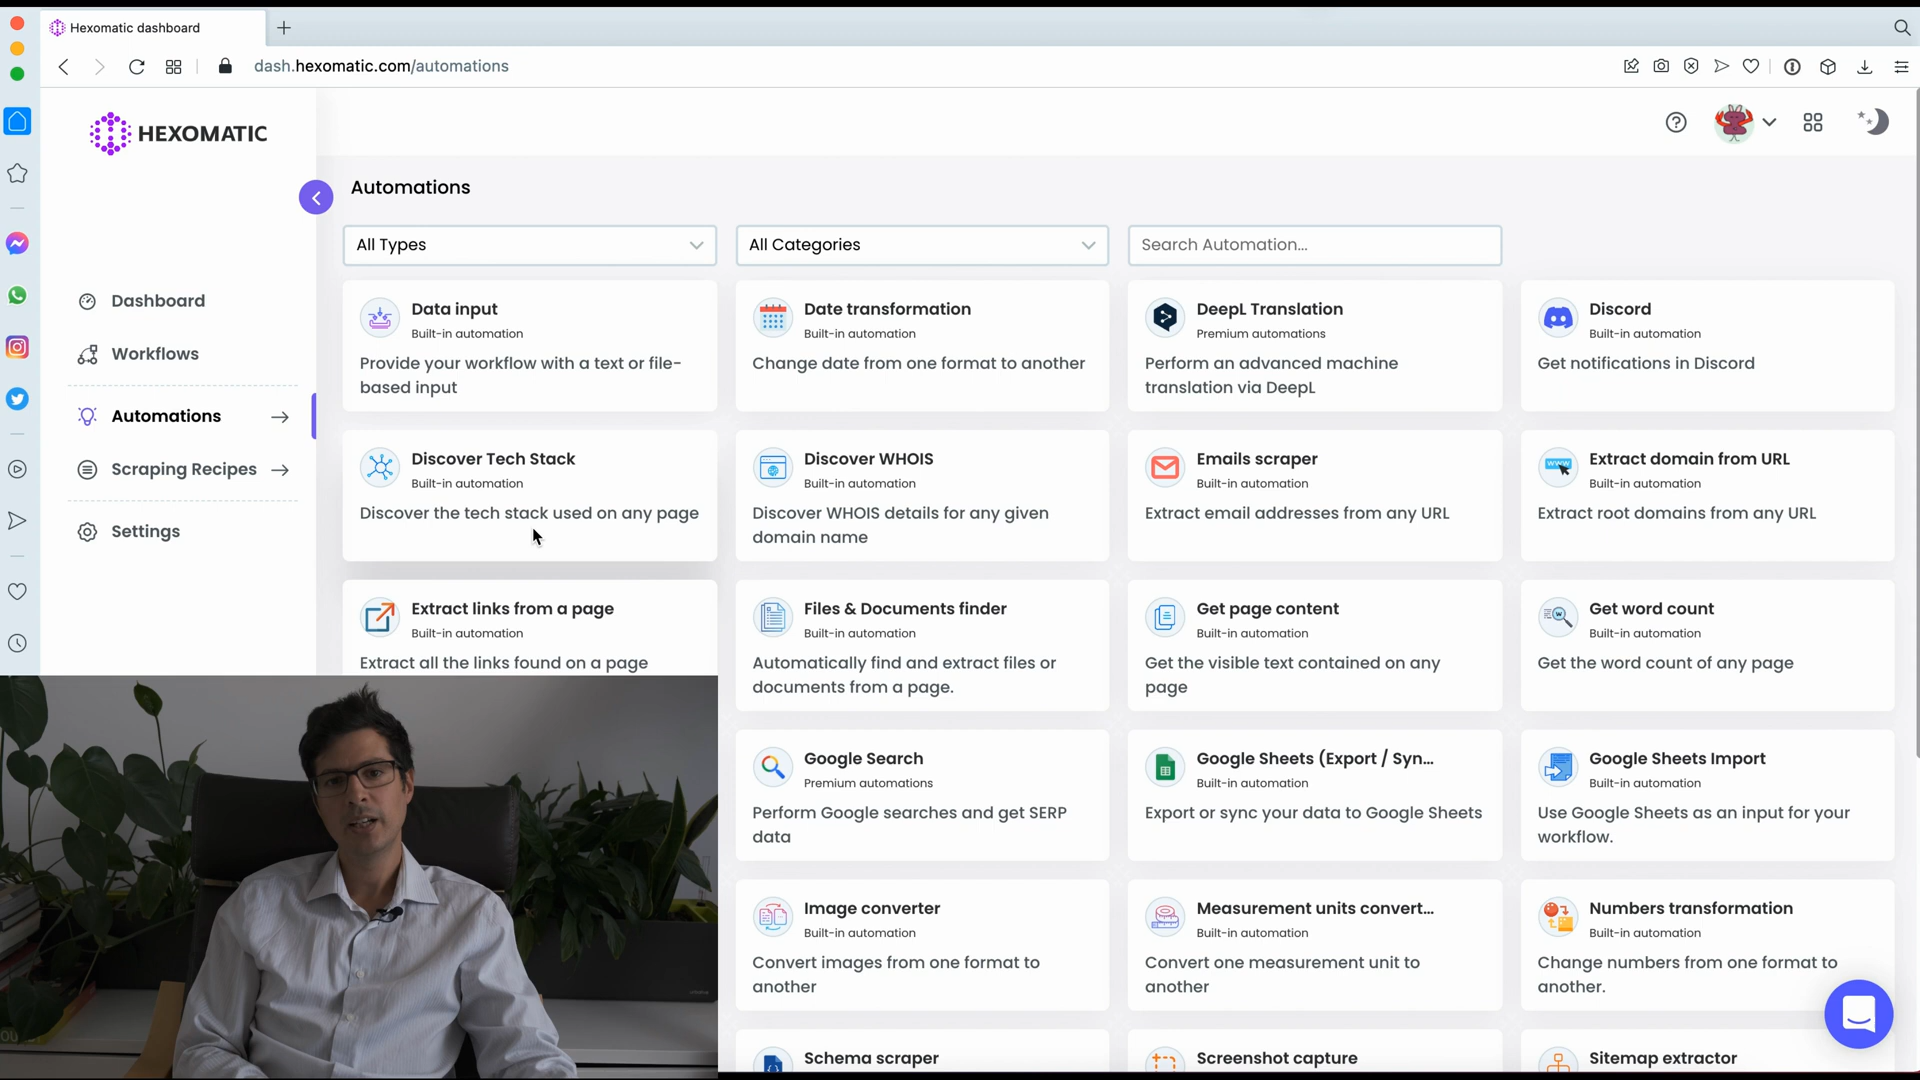 Hexomatic dashboard
dash.hexomatic.com/automations
HEXOMATIC
Automations
All Types
All Categories
Search Automation...
Dashboard
Workflows
Automations
Scraping Recipes
Settings
Data input
Built-in automation
Provide your workflow with a text or file-
based input
Date transformation
Built-in automation
Change date from one format to another
DeepL Translation
Premium automations
Perform an advanced machine
translation via DeepL
Discord
Built-in automation
Get notifications in Discord
Discover Tech Stack
Built-in automation
Discover the tech stack used on any page
Discover WHOIS
Built-in automation
Discover WHOIS details for any given
domain name
Emails scraper
Built-in automation
Extract email addresses from any URL
www
Extract domain from URL
Built-in automation
Extract root domains from any URL
Extract links from a page
Built-in automation
Extract all the links found on a page
Files & Documents finder
Built-in automation
Automatically find and extract files or
documents from a page.
Get page content
Built-in automation
Get the visible text contained on any
page
W
Get word count
Built-in automation
Get the word count of any page
Google Search
Premium automations
Perform Google searches and get SERP
data
Google Sheets (Export / Syn...
Built-in automation
Export or sync your data to Google Sheets
Google Sheets Import
Built-in automation
Use Google Sheets as an input for your
workflow.
Image converter
Built-in automation
Convert images from one format to
another
Measurement units convert...
Built-in automation
Convert one measurement unit to
another
Numbers transformation
Built-in automation
Change numbers from one format to
another.
Schema scraper
Screenshot capture
Sitemap extractor